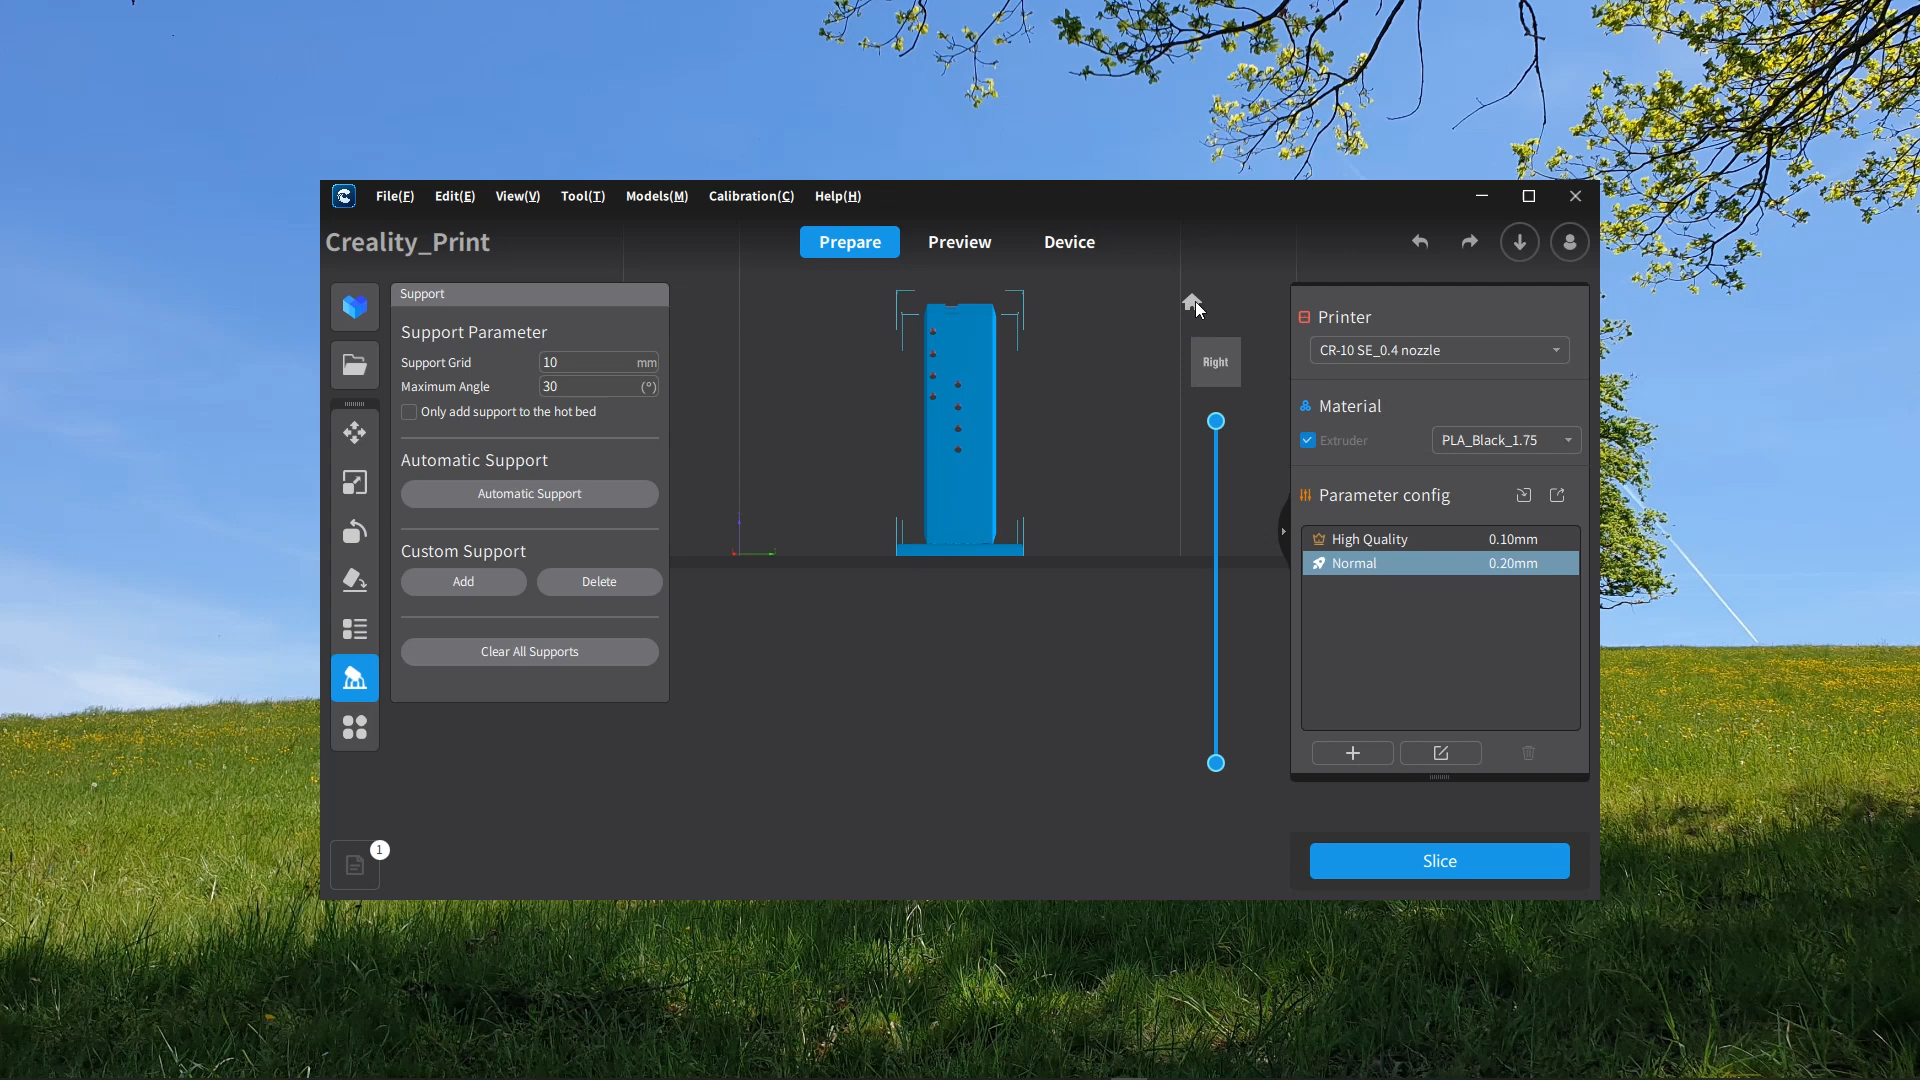 File(F) Edit(E) View(V) Tool(T) Models(M) Calibration(C) Help(H)
Creality_Print
Prepare Preview Device
Support
Support Parameter
Support Grid 10 mm
Maximum Angle 30 (°)
Only add support to the hot bed
Automatic Support
Automatic Support
Custom Support
Add Delete
Clear All Supports
1
Right
Printer
CR-10 SE_0.4 nozzle
Material
Extruder PLA_Black_1.75
Parameter config
High Quality 0.10mm
Normal 0.20mm
Slice